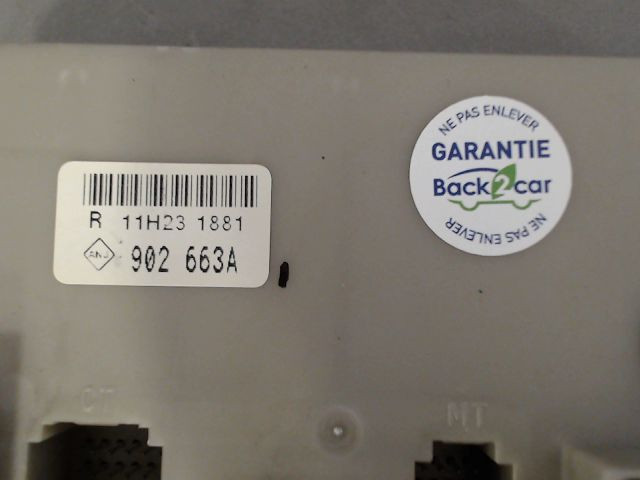 NE PAS ENLEVER
GARANTIE
Back2car
NE PAS ENLEVER
R 11H23 1881
902 663A
MT